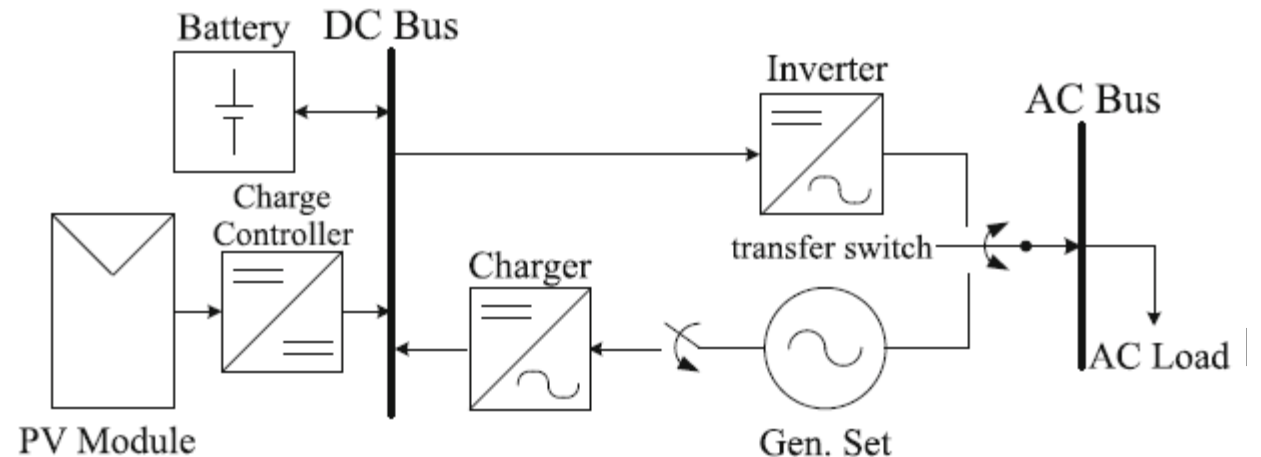 Battery
DC Bus
Inverter
AC Bus
Charge
Controller
transfer switch
Charger
AC Load
PV Module
Gen. Set